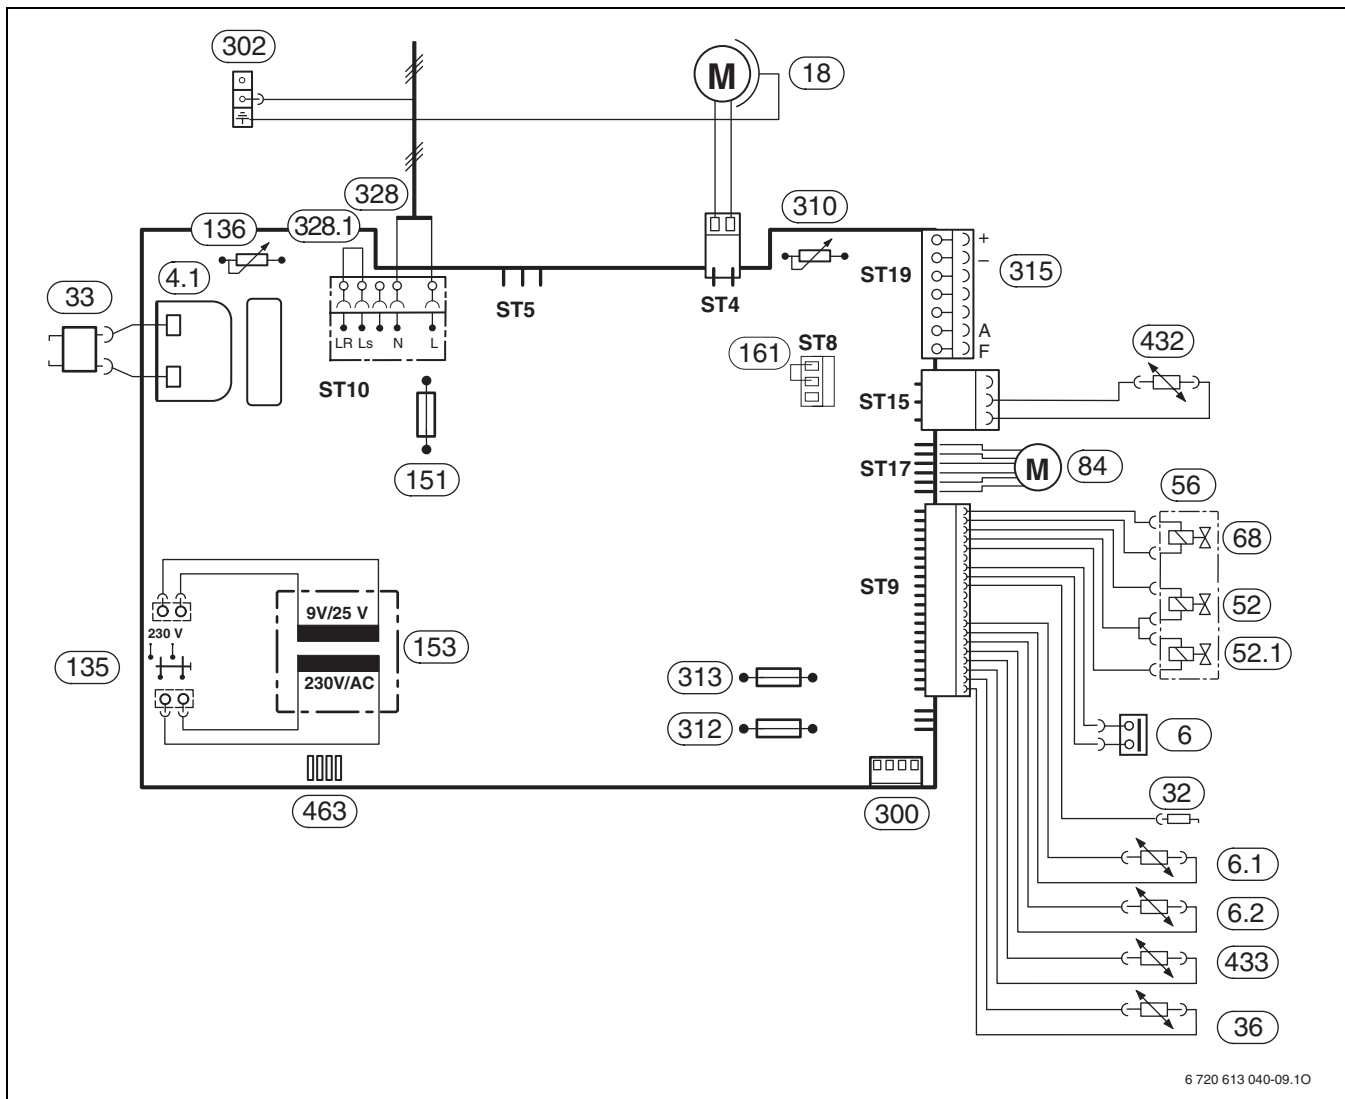 302
M
18
328
136
328.1
310
4.1
ST19
+
–
315
33
ST5
ST4
A
F
LR Ls N L
161
ST8
432
ST10
ST15
151
ST17
M
84
56
68
ST9
52
9V/25 V
230 V
153
52.1
135
230V/AC
313
312
6
463
300
32
6.1
6.2
433
36
6 720 613 040-09.1O